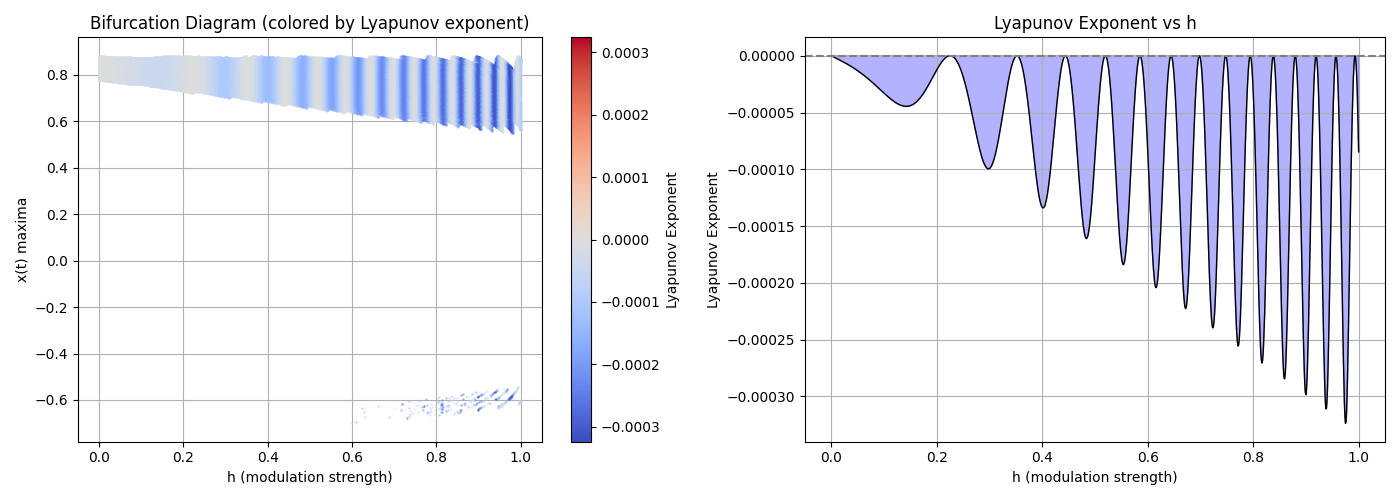 Bifurcation Diagram (colored by Lyapunov exponent)
0.8
0.6
0.4
0.2
0.0
−0.2
−0.4
−0.6
x(t) maxima
0.0 0.2 0.4 0.6 0.8 1.0
h (modulation strength)
0.0003
0.0002
0.0001
0.0000
−0.0001
−0.0002
−0.0003
Lyapunov Exponent
Lyapunov Exponent vs h
0.00000
−0.00005
−0.00010
−0.00015
−0.00020
−0.00025
−0.00030
Lyapunov Exponent
0.0 0.2 0.4 0.6 0.8 1.0
h (modulation strength)